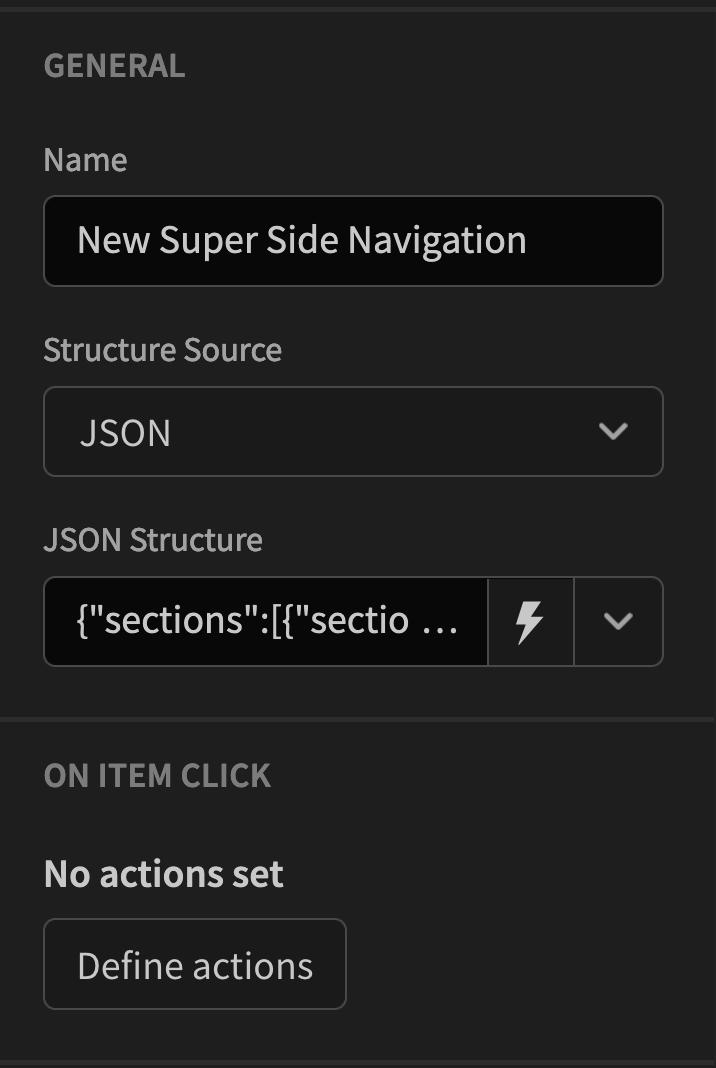 GENERAL
Name
New Super Side Navigation
Structure Source
JSON
JSON Structure
{"sections":[{"sectio ...
ON ITEM CLICK
No actions set
Define actions